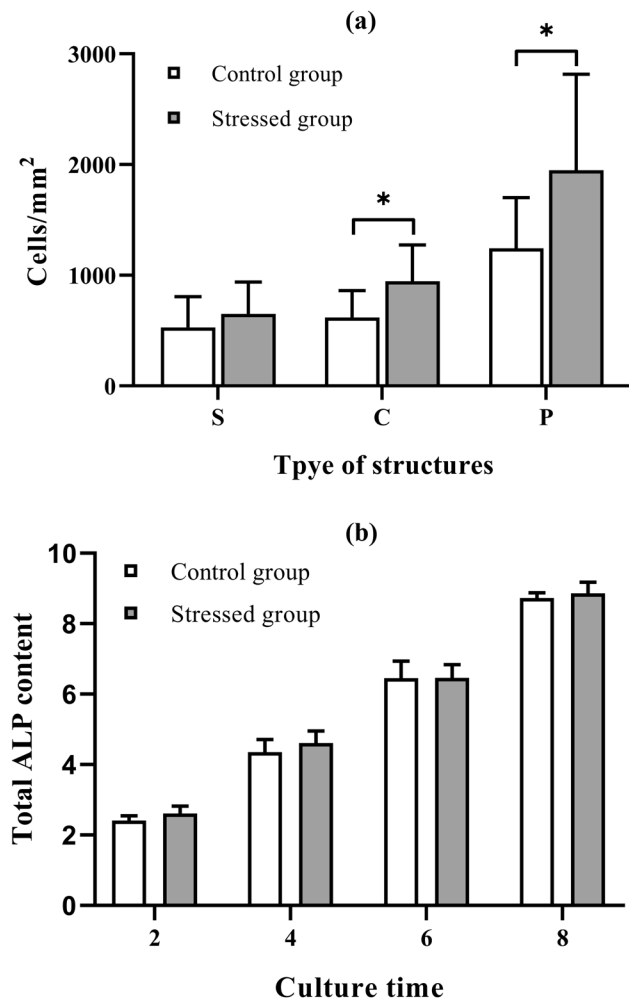 (a)
3000
2000
1000
0
Cells/mm²
Control group
Stressed group
*
*
S
C
P
Tpye of structures
(b)
10
8
6
4
2
0
Total ALP content
Control group
Stressed group
2
4
6
8
Culture time